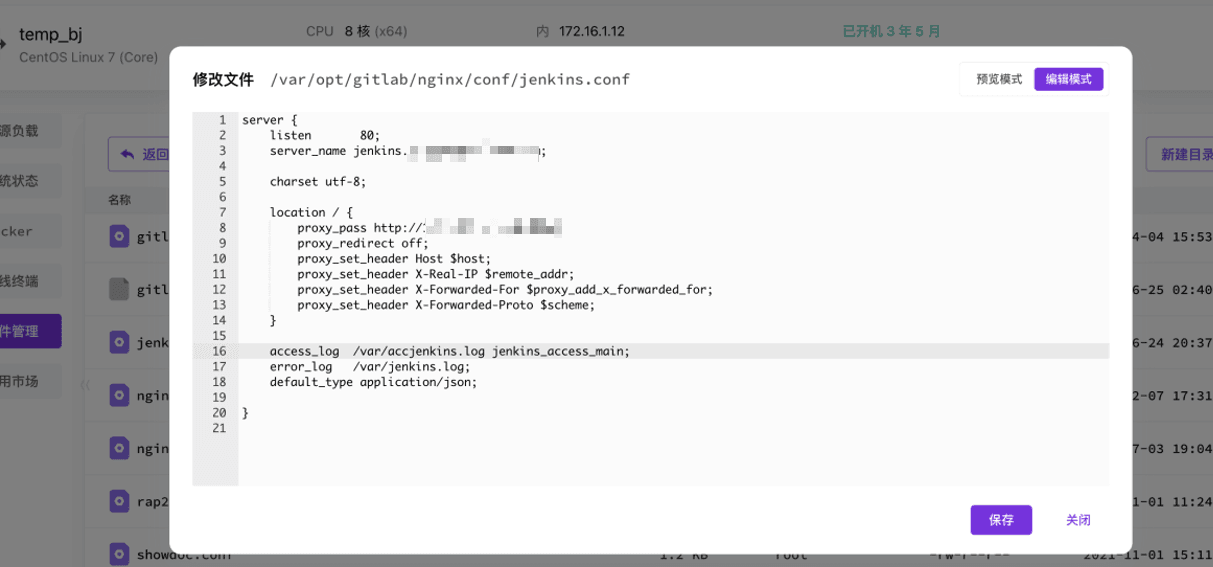 temp_bj
CentOS Linux 7 (Core)
CPU 8 核 (x64)
内 172.16.1.12
已开机 3 年 5 月
修改文件 /var/opt/gitlab/nginx/conf/jenkins.conf
预览模式 编辑模式
源负载
统状态
cker
线终端
件管理
用市场
返回
新建目录
名称
gitl
4-04 15:53
gitl
6-25 02:40
jenk
6-24 20:37
ngin
2-07 17:31
ngin
7-03 19:04
rap2
1-01 11:24
showdoc.conf 1.2 KB root -rw-r--r-- 2021-11-01 15:11
1 server {
2 listen 80;
3 server_name jenkins. ;
4
5 charset utf-8;
6
7 location / {
8 proxy_pass http://
9 proxy_redirect off;
10 proxy_set_header Host $host;
11 proxy_set_header X-Real-IP $remote_addr;
12 proxy_set_header X-Forwarded-For $proxy_add_x_forwarded_for;
13 proxy_set_header X-Forwarded-Proto $scheme;
14 }
15
16 access_log /var/accjenkins.log jenkins_access_main;
17 error_log /var/jenkins.log;
18 default_type application/json;
19
20 }
21
保存 关闭